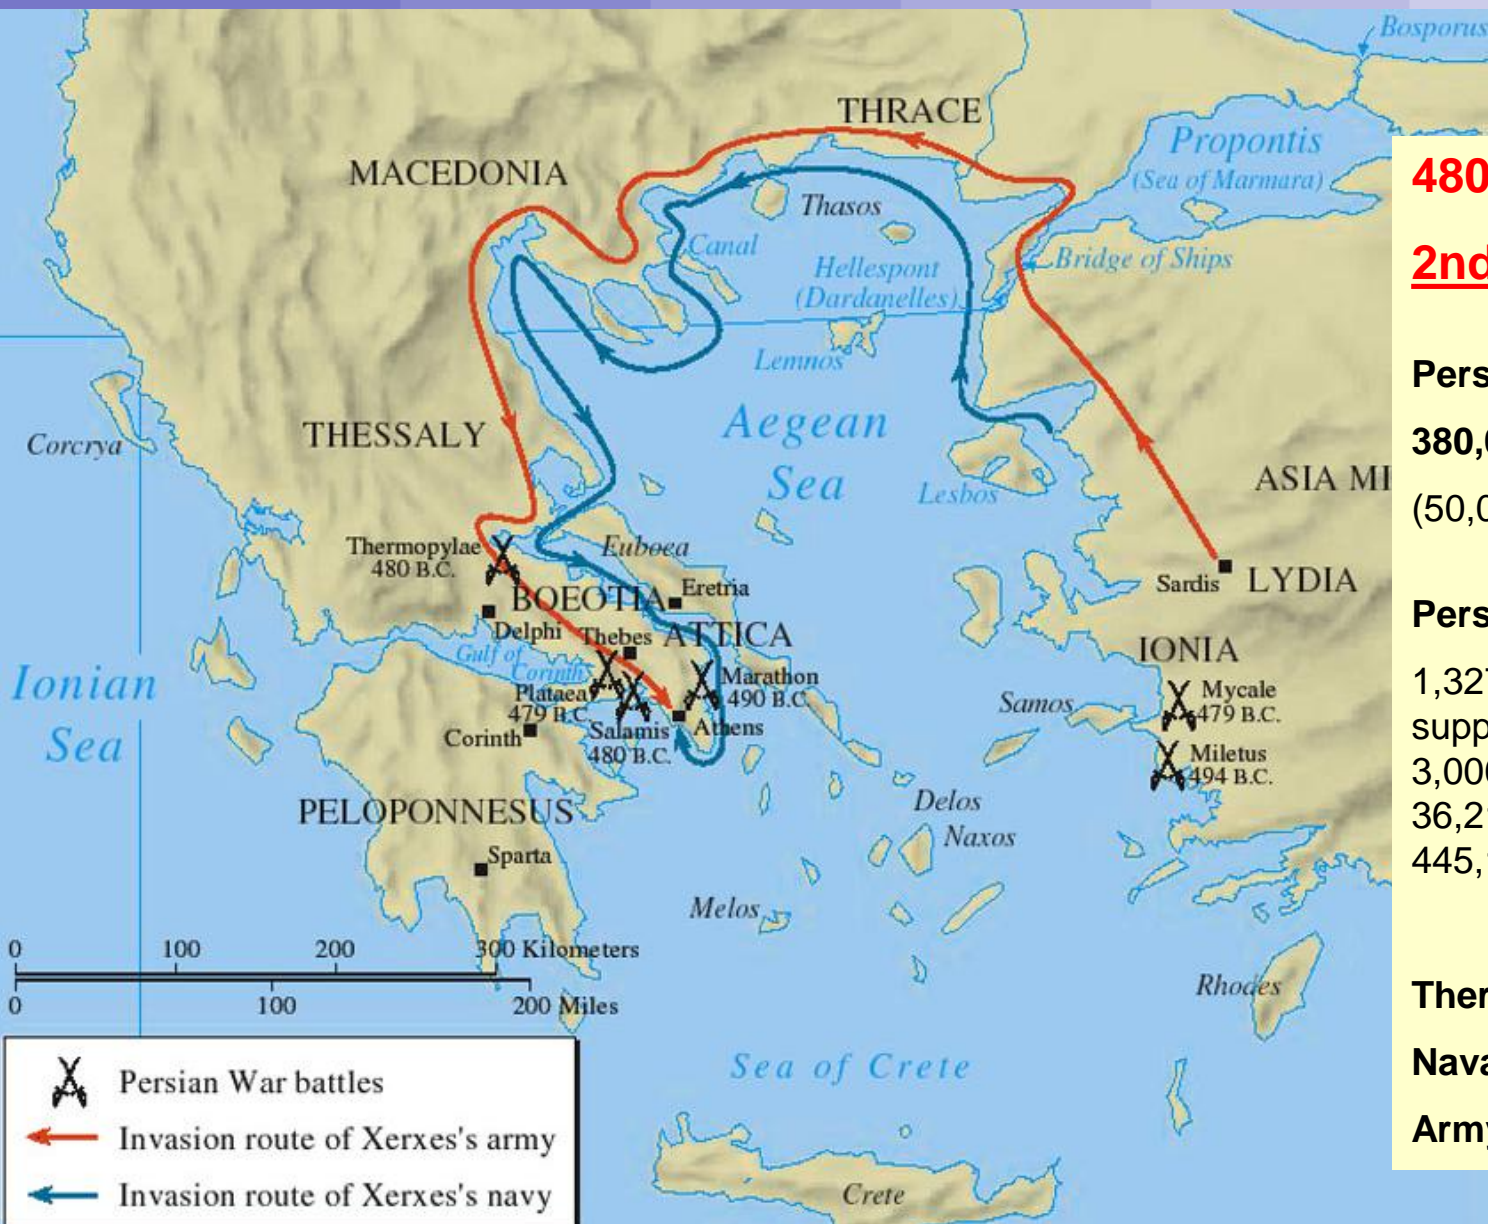 Bosporus
THRACE
Propontis
(Sea of Marmara)
MACEDONIA
Thasos
Canal
Hellespont
(Dardanelles)
Bridge of Ships
Lemnos
Aegean
Sea
THESSALY
Corcrya
Lesbos
ASIA MI
Thermopylae
480 B.C.
Euboea
Sardis
LYDIA
BOEOTIA
Eretria
Delphi
Thebes
ATTICA
Gulf of
Corinth
IONIA
Plataea
479 B.C.
Marathon
490 B.C.
Mycale
479 B.C.
Ionian
Sea
Samos
Corinth
Salamis
480 B.C.
Athens
Miletus
494 B.C.
PELOPONNESUS
Delos
Naxos
Sparta
Melos
0 100 200 300 Kilometers
0 100 200 Miles
Rhodes
Sea of Crete
Crete
Persian War battles
Invasion route of Xerxes's army
Invasion route of Xerxes's navy
480
2nd
Pers
380,
(50,0
Pers
1,327
supp
3,000
36,2
445,
Ther
Nava
Army